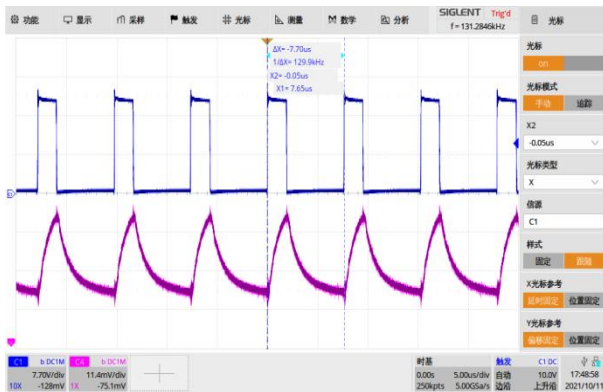 功能 显示 采样 触发 光标 测量 数学 分析
SIGLENT Trig'd
f = 131.2846kHz
光标
ΔX= -7.70us
1/ΔX= 129.9kHz
X2= -0.05us
X1= 7.65us
光标
on
光标模式
手动 追踪
X2
-0.05us
光标类型
X
信源
C1
样式
固定 跟随
X光标参考
延时固定 位置固定
Y光标参考
偏移固定 位置固定
C1 b DC1M
7.70V/div
10X -128mV
C4 b DC1M
11.4mV/div
1X -75.1mV
时基
0.00s 5.00us/div
250kpts 5.00GSa/s
触发 C1 DC
自动 10.0V
边沿 上升沿
17:48:58